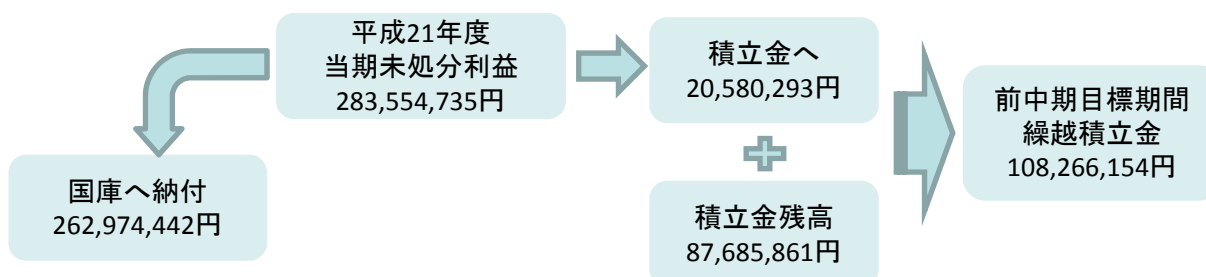 平成21年度
当期未処分利益
283,554,735円
国庫へ納付
262,974,442円
積立金へ
20,580,293円
積立金残高
87,685,861円
前中期目標期間
繰越積立金
108,266,154円